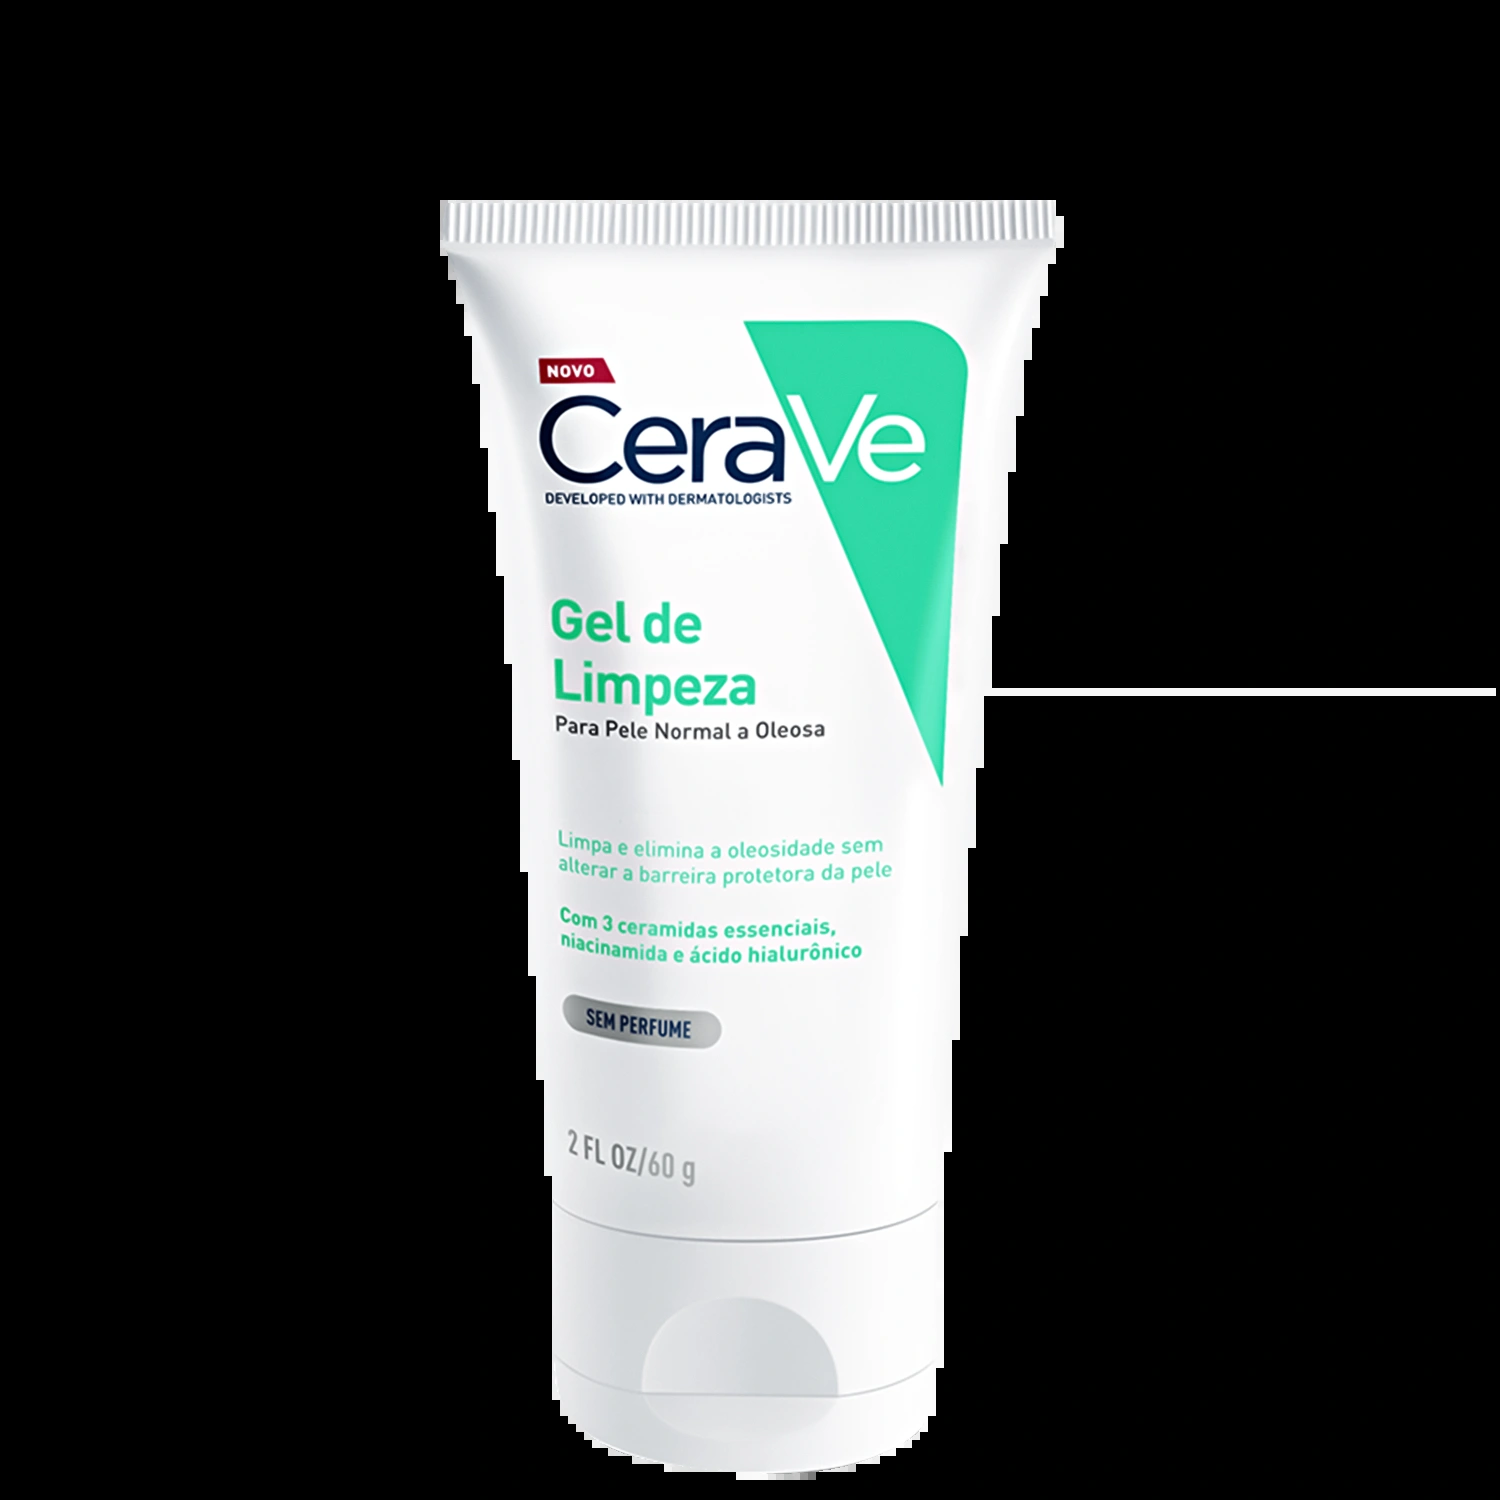 NOVO
CeraVe
DEVELOPED WITH DERMATOLOGISTS
Gel de
Limpeza
Para Pele Normal a Oleosa
Limpa e elimina a oleosidade sem
alterar a barreira protetora da pele
Com 3 ceramidas essenciais,
niacinamida e ácido hialurônico
SEM PERFUME
2 FL OZ/60 g